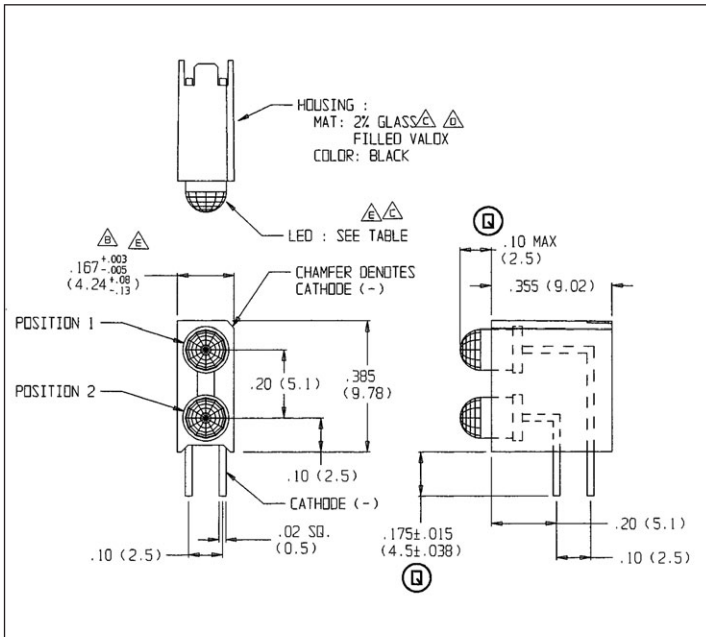 HOUSING :
MAT: 2% GLASS C D
FILLED VALOX
COLOR: BLACK
E C
LED : SEE TABLE
B E
.167 +.003 -.005
(4.24 +.08 -.13)
CHAMFER DENOTES
CATHODE (-)
POSITION 1
POSITION 2
.20 (5.1)
.385
(9.78)
.10 (2.5)
CATHODE (-)
.02 SQ.
(0.5)
.10 (2.5)
Q
.10 MAX
(2.5)
.355 (9.02)
.175±.015
(4.5±.038)
Q
.20 (5.1)
.10 (2.5)